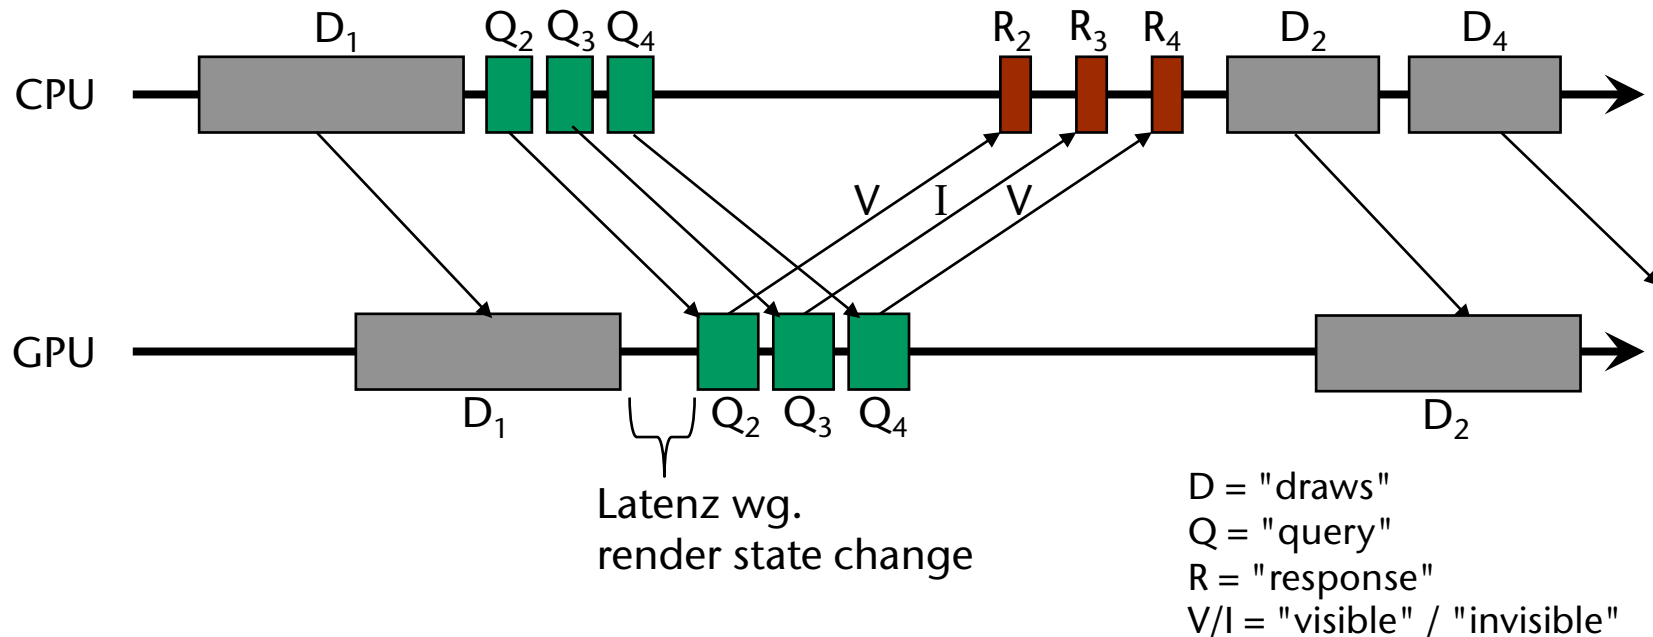 D₁ Q₂ Q₃ Q₄ R₂ R₃ R₄ D₂ D₄
CPU
V I V
GPU
D₁ Q₂ Q₃ Q₄ D₂
Latenz wg.
render state change
D = "draws"
Q = "query"
R = "response"
V/I = "visible" / "invisible"